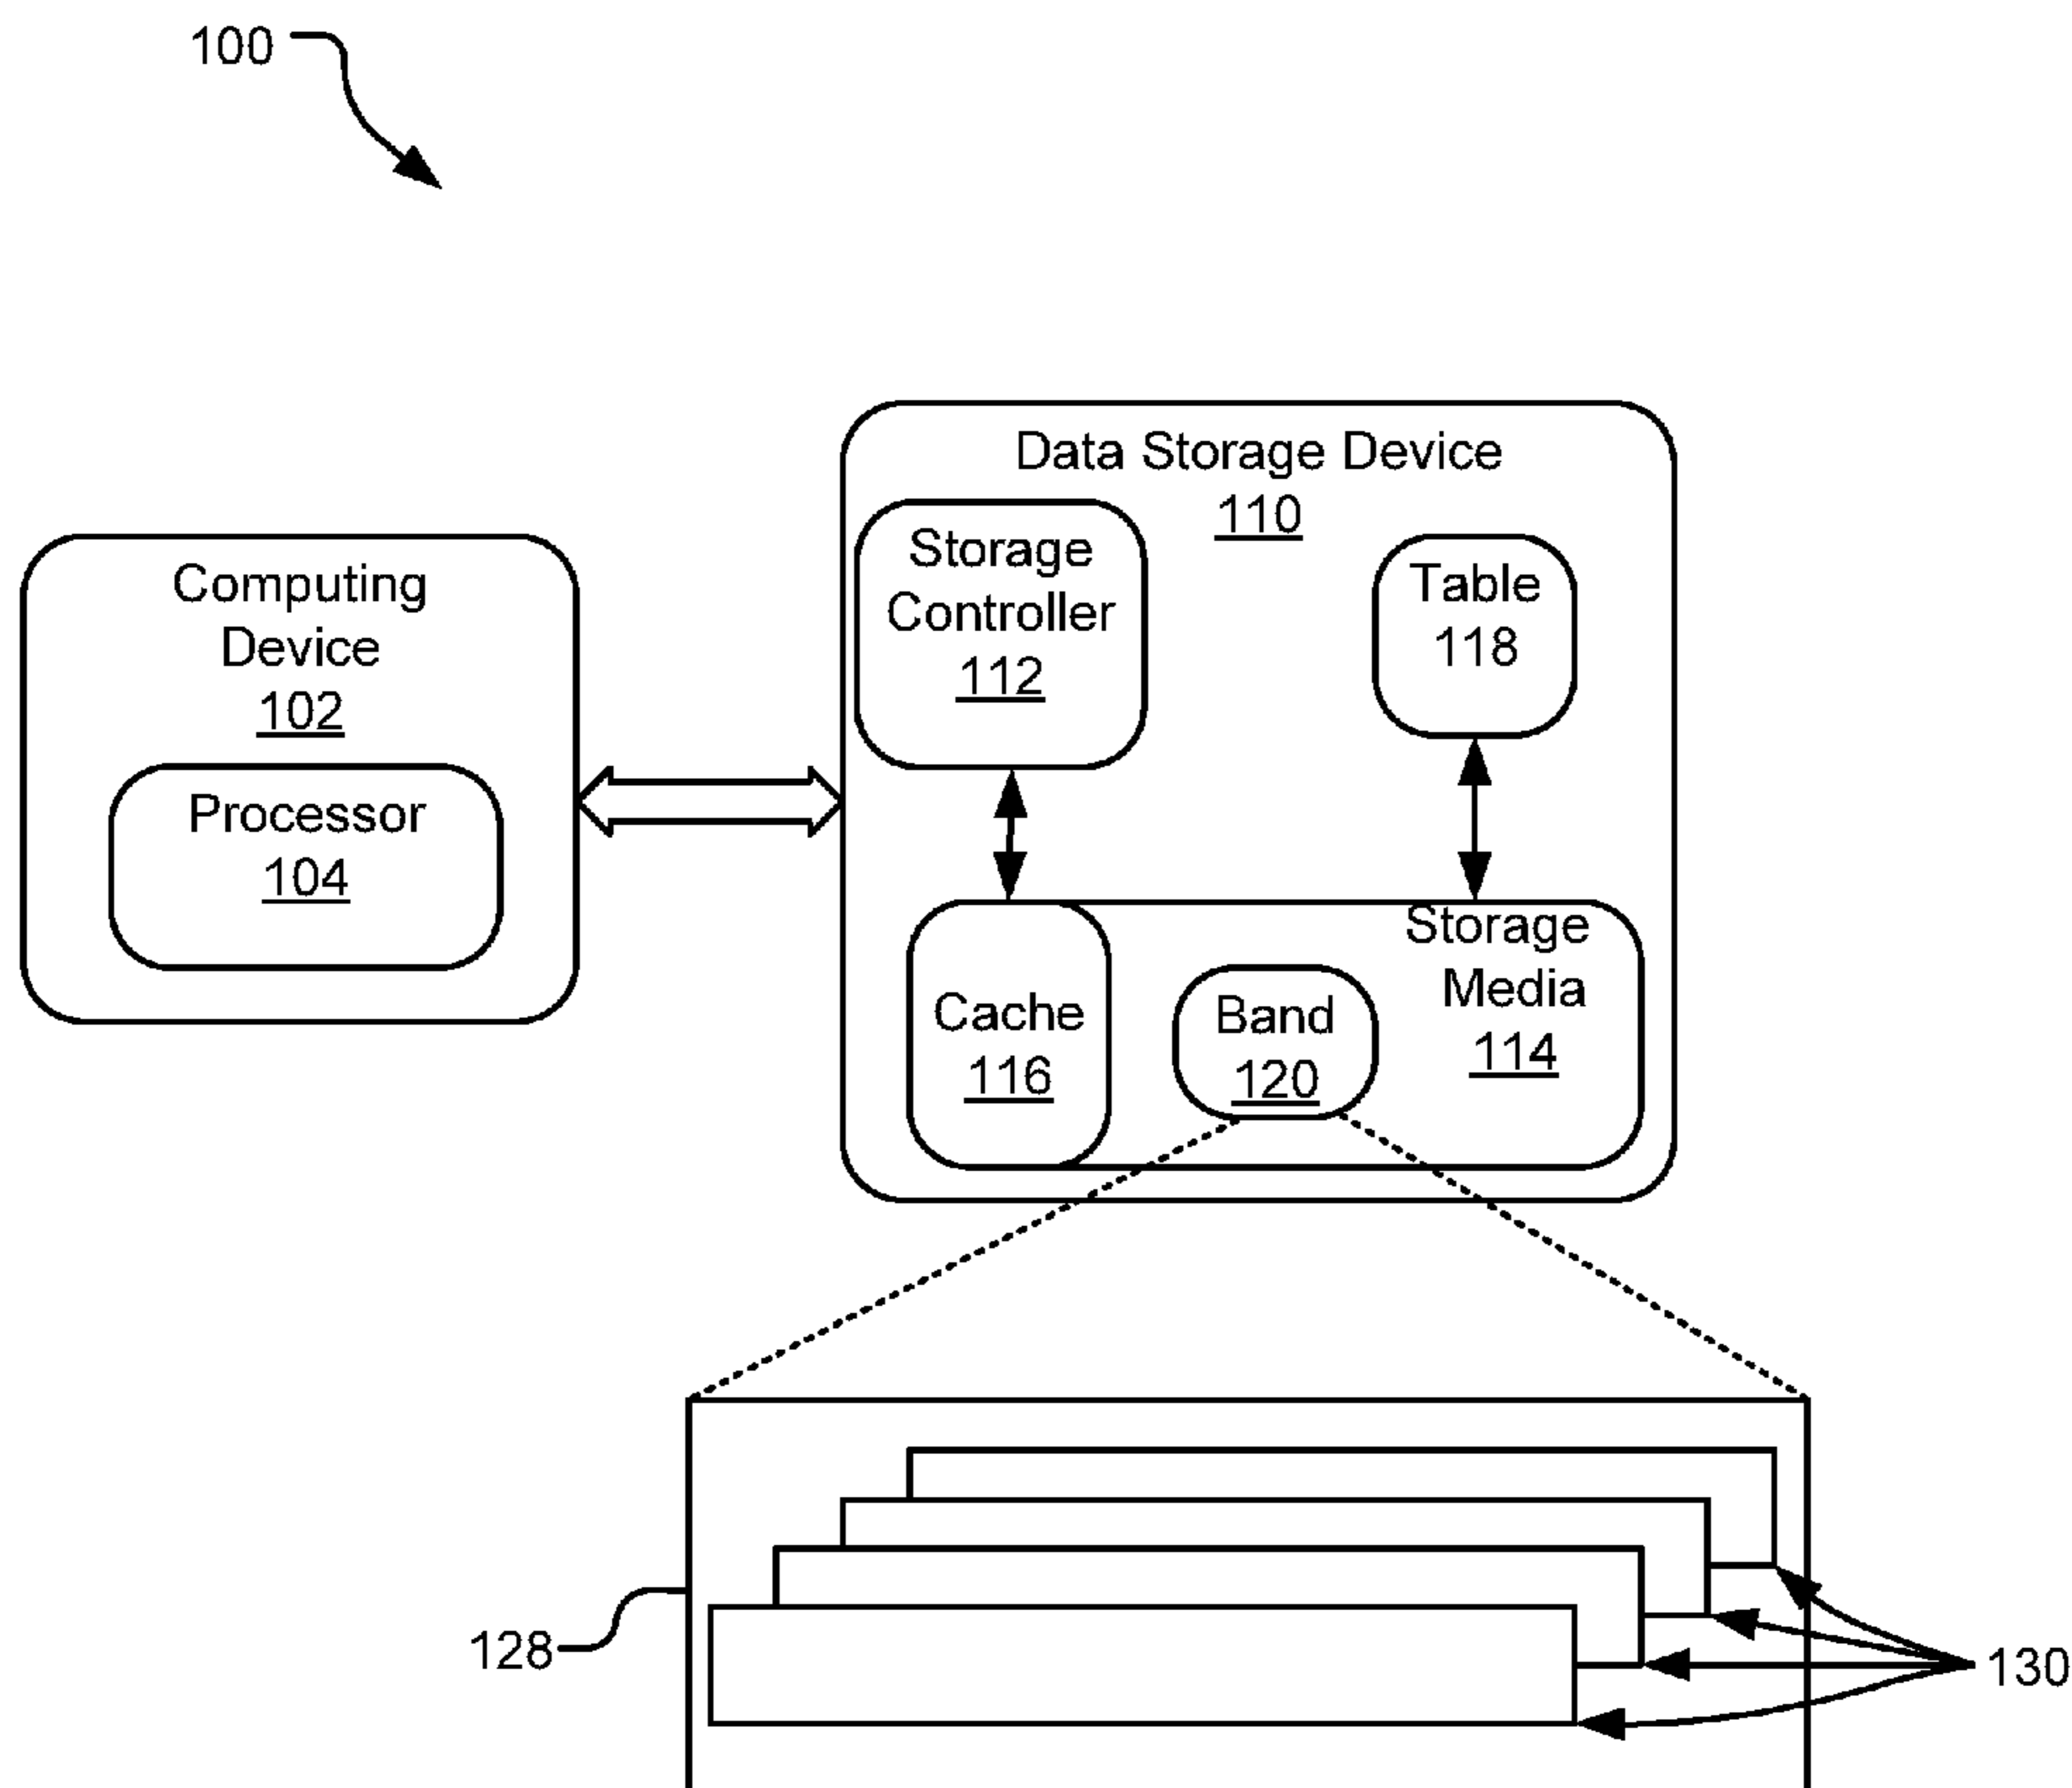 100
Data Storage Device
110
Storage
Controller
112
Table
118
Computing
Device
102
Processor
104
Storage
Media
114
Cache
116
Band
120
128
130